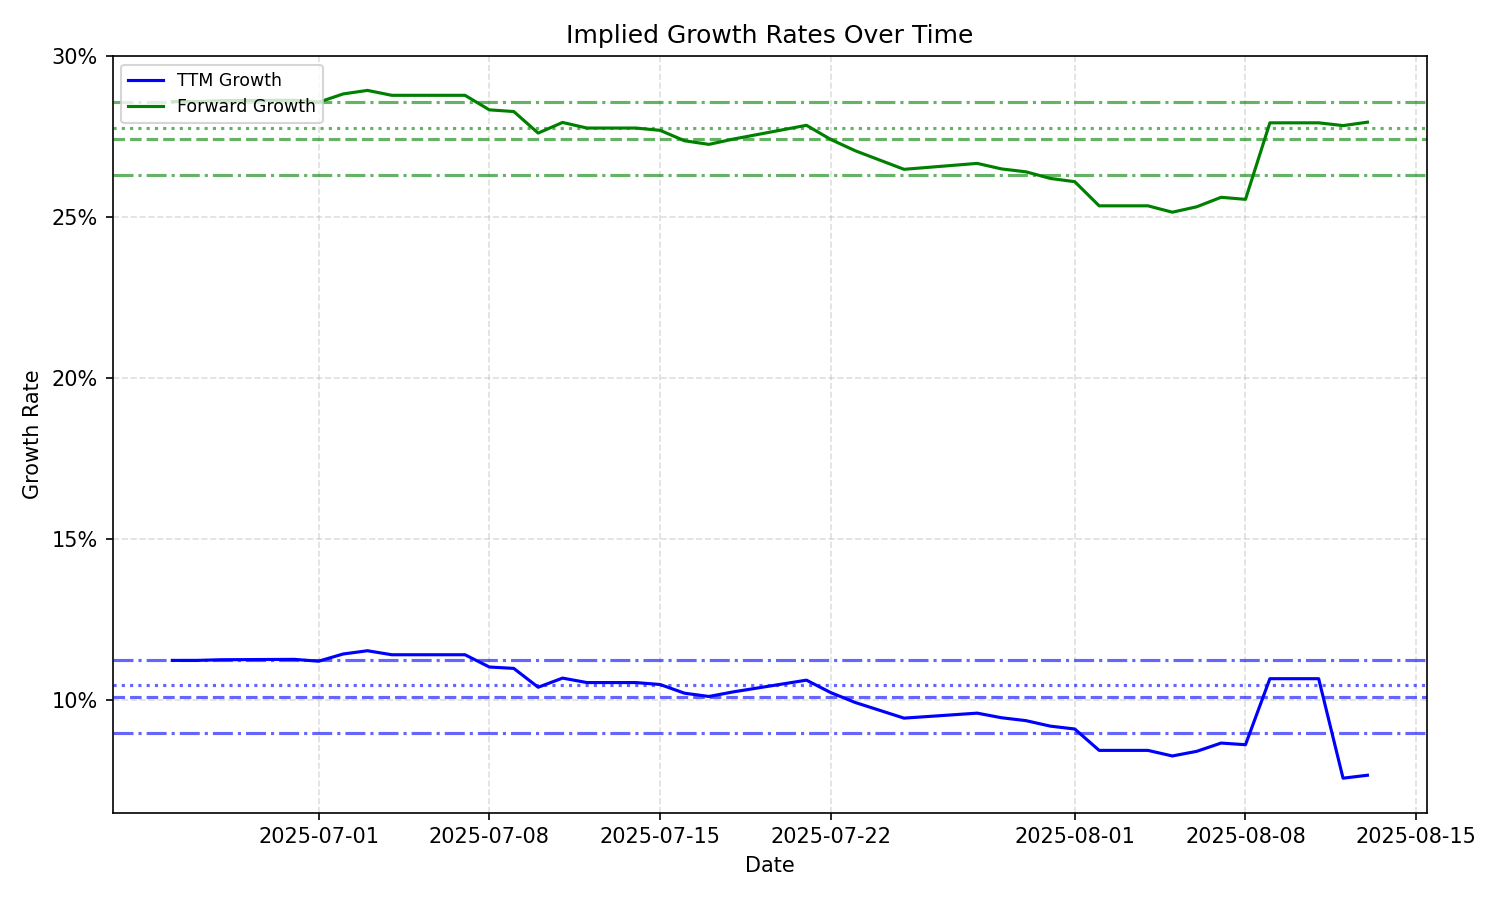 Implied Growth Rates Over Time
30%
25%
20%
15%
10%
Growth Rate
TTM Growth
Forward Growth
2025-07-01
2025-07-08
2025-07-15
2025-07-22
2025-08-01
2025-08-08
2025-08-15
Date